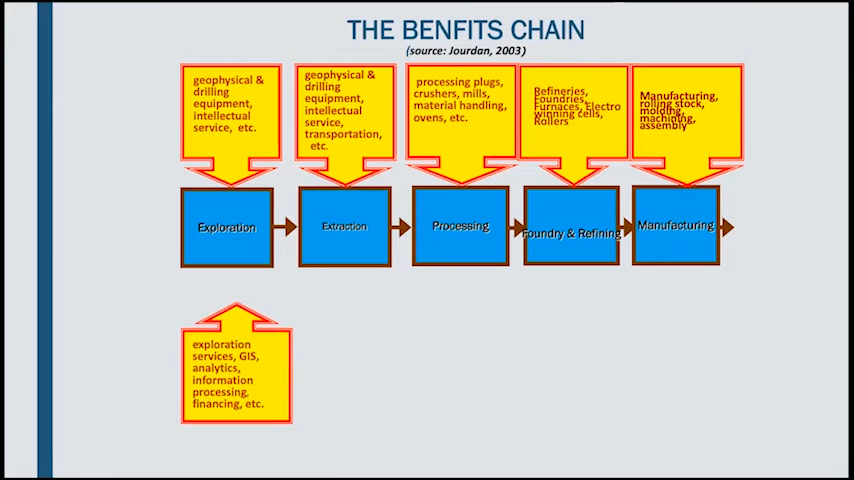 THE BENFITS CHAIN
(source: Jourdan, 2003)
geophysical &
drilling
equipment,
intellectual
service, etc.
geophysical &
drilling
equipment,
intellectual
service,
transportation,
etc.
processing plugs,
crushers, mills,
material handling,
ovens, etc.
Refineries,
Foundries,
Furnaces, Electro
winning cells,
Rollers
Manufacturing,
rolling stock,
molding,
machining,
assembly
Exploration
Extraction
Processing
Foundry & Refining
Manufacturing
exploration
services, GIS,
analytics,
information
processing,
financing, etc.